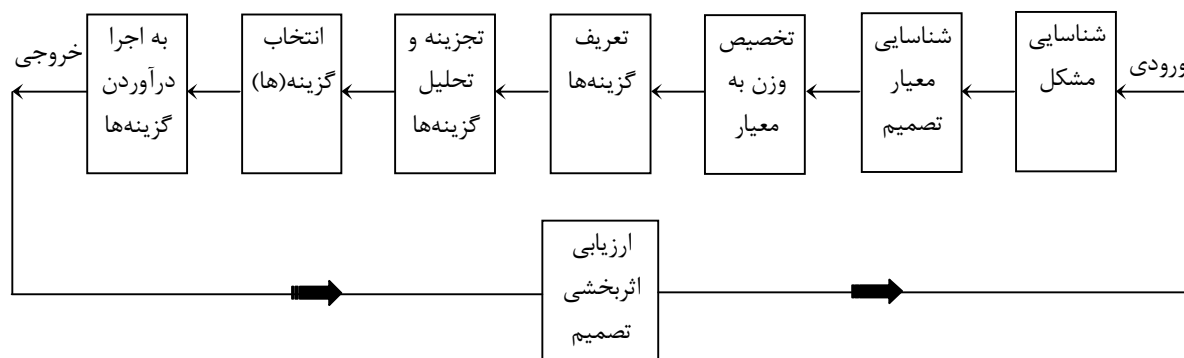 ورودی
شناسایی
مشکل
شناسایی
معیار
تصمیم
تخصیص
وزن به
معیار
تعریف
گزینه‌ها
تجزینه و
تحلیل
گزینه‌ها
انتخاب
گزینه(ها)
به اجرا
درآوردن
گزینه‌ها
خروجی
ارزیابی
اثربخشی
تصمیم